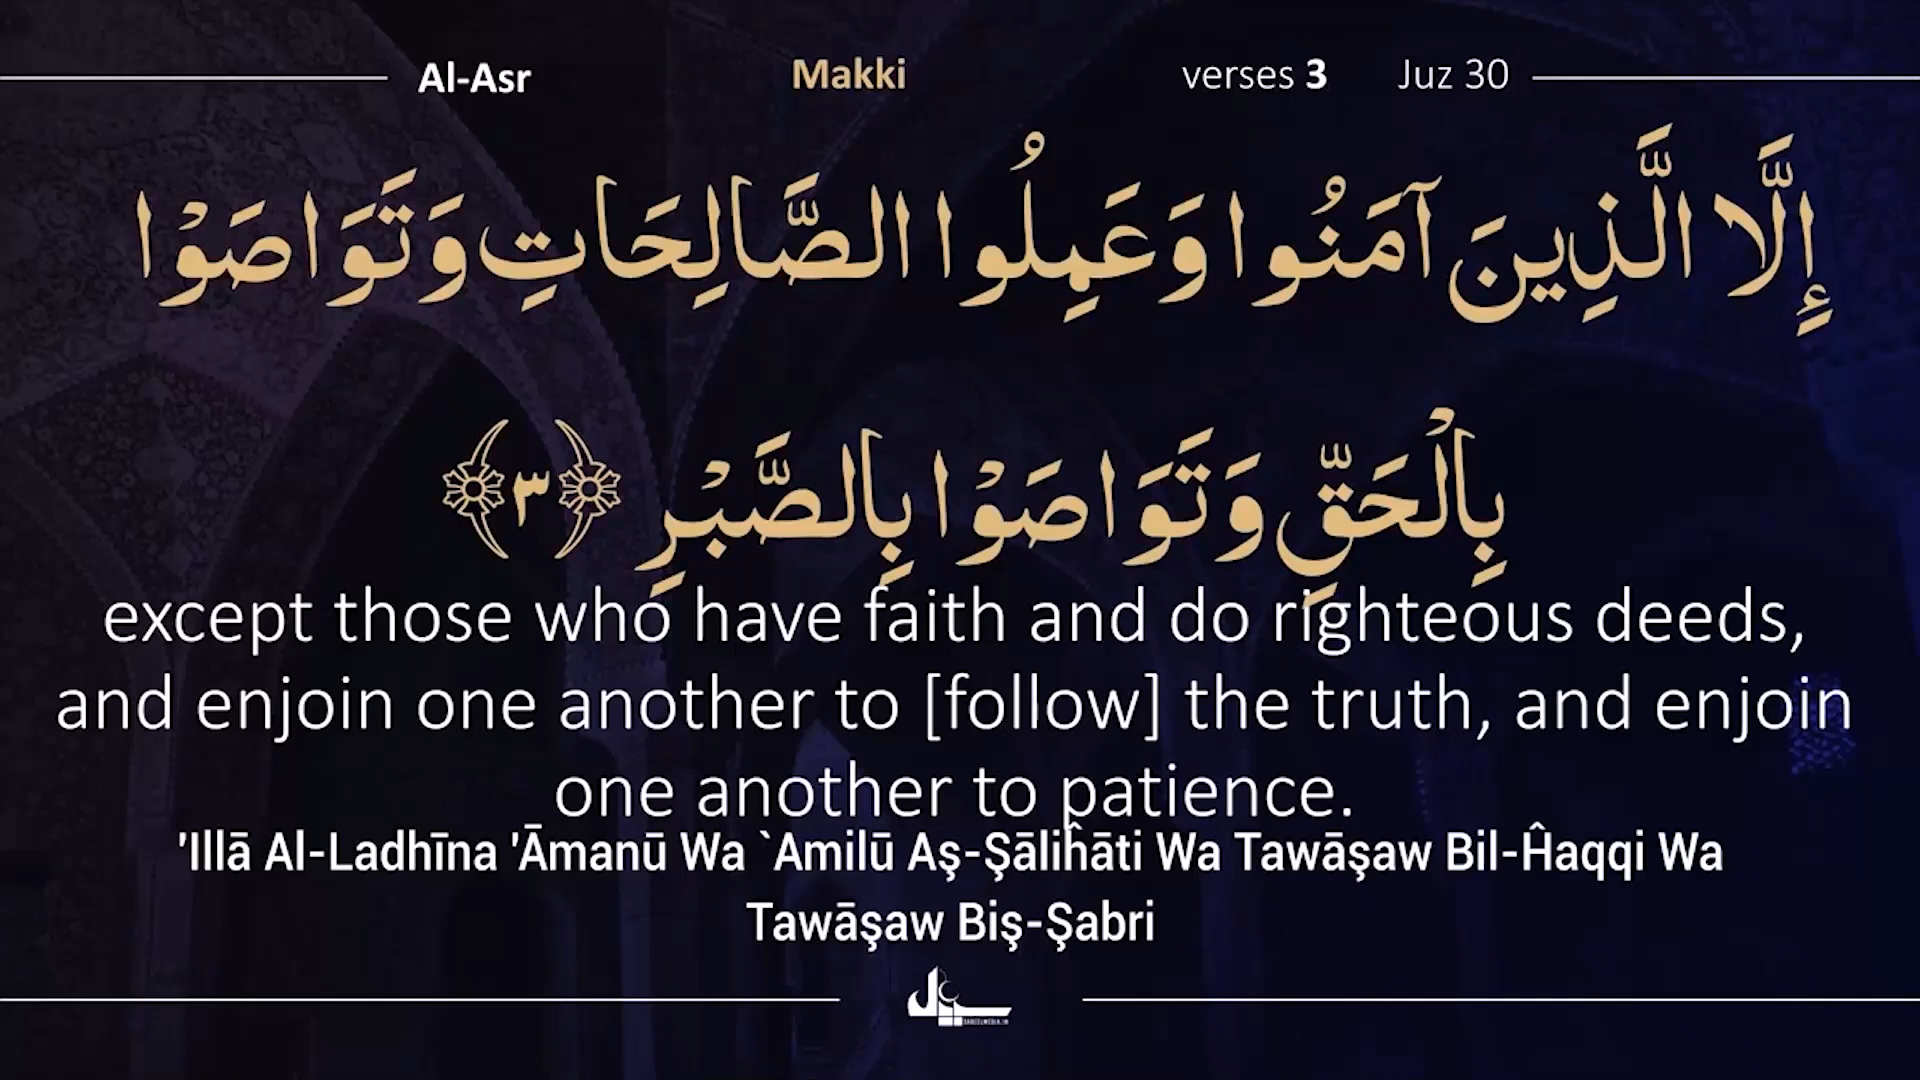 Al-Asr Makki verses 3 Juz 30
إِلَّا الَّذِينَ آمَنُوا وَعَمِلُوا الصَّالِحَاتِ وَتَوَاصَوْا
بِالْحَقِّ وَتَوَاصَوْا بِالصَّبْرِ ﴿٣﴾
except those who have faith and do righteous deeds,
and enjoin one another to [follow] the truth, and enjoin
one another to patience.
'Illā Al-Ladhīna 'Āmanū Wa `Amilū Aş-Şāliĥāti Wa Tawāşaw Bil-Ĥaqqi Wa
Tawāşaw Biş-Şabri